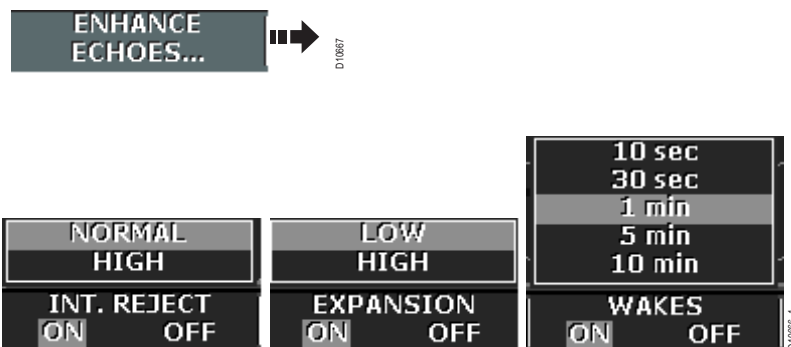 ENHANCE
ECHOES...
D10667
NORMAL
HIGH
INT. REJECT
ON OFF
LOW
HIGH
EXPANSION
ON OFF
10 sec
30 sec
1 min
5 min
10 min
WAKES
ON OFF